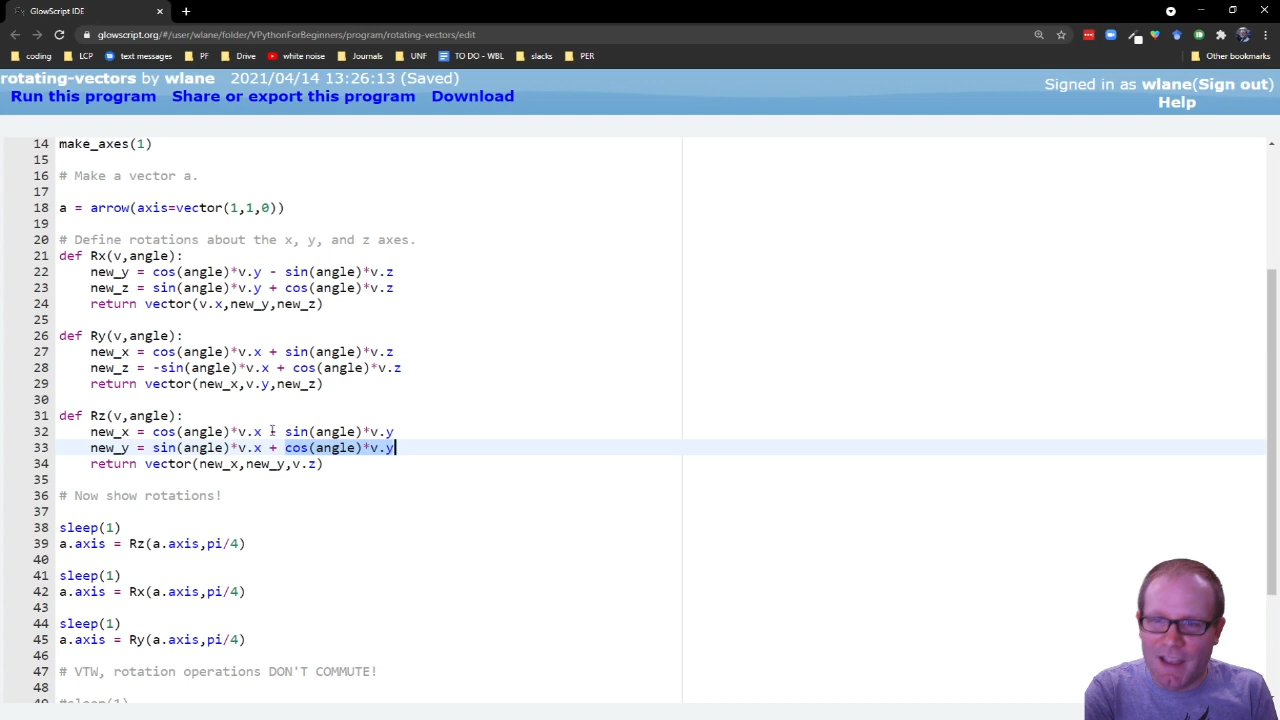 GlowScript IDE
glowscript.org/#/user/wlane/folder/VPythonForBeginners/program/rotating-vectors/edit
coding LCP text messages PF Drive white noise Journals UNF TO DO - WBL slacks PER Other bookmarks
rotating-vectors by wlane 2021/04/14 13:26:13 (Saved) Signed in as wlane(Sign out)
Run this program Share or export this program Download Help
14 make_axes(1)
15
16 # Make a vector a.
17
18 a = arrow(axis=vector(1,1,0))
19
20 # Define rotations about the x, y, and z axes.
21 def Rx(v,angle):
22 new_y = cos(angle)*v.y - sin(angle)*v.z
23 new_z = sin(angle)*v.y + cos(angle)*v.z
24 return vector(v.x,new_y,new_z)
25
26 def Ry(v,angle):
27 new_x = cos(angle)*v.x + sin(angle)*v.z
28 new_z = -sin(angle)*v.x + cos(angle)*v.z
29 return vector(new_x,v.y,new_z)
30
31 def Rz(v,angle):
32 new_x = cos(angle)*v.x - sin(angle)*v.y
33 new_y = sin(angle)*v.x + cos(angle)*v.y
34 return vector(new_x,new_y,v.z)
35
36 # Now show rotations!
37
38 sleep(1)
39 a.axis = Rz(a.axis,pi/4)
40
41 sleep(1)
42 a.axis = Rx(a.axis,pi/4)
43
44 sleep(1)
45 a.axis = Ry(a.axis,pi/4)
46
47 # VTW, rotation operations DON'T COMMUTE!
48
49 #sleep(1)